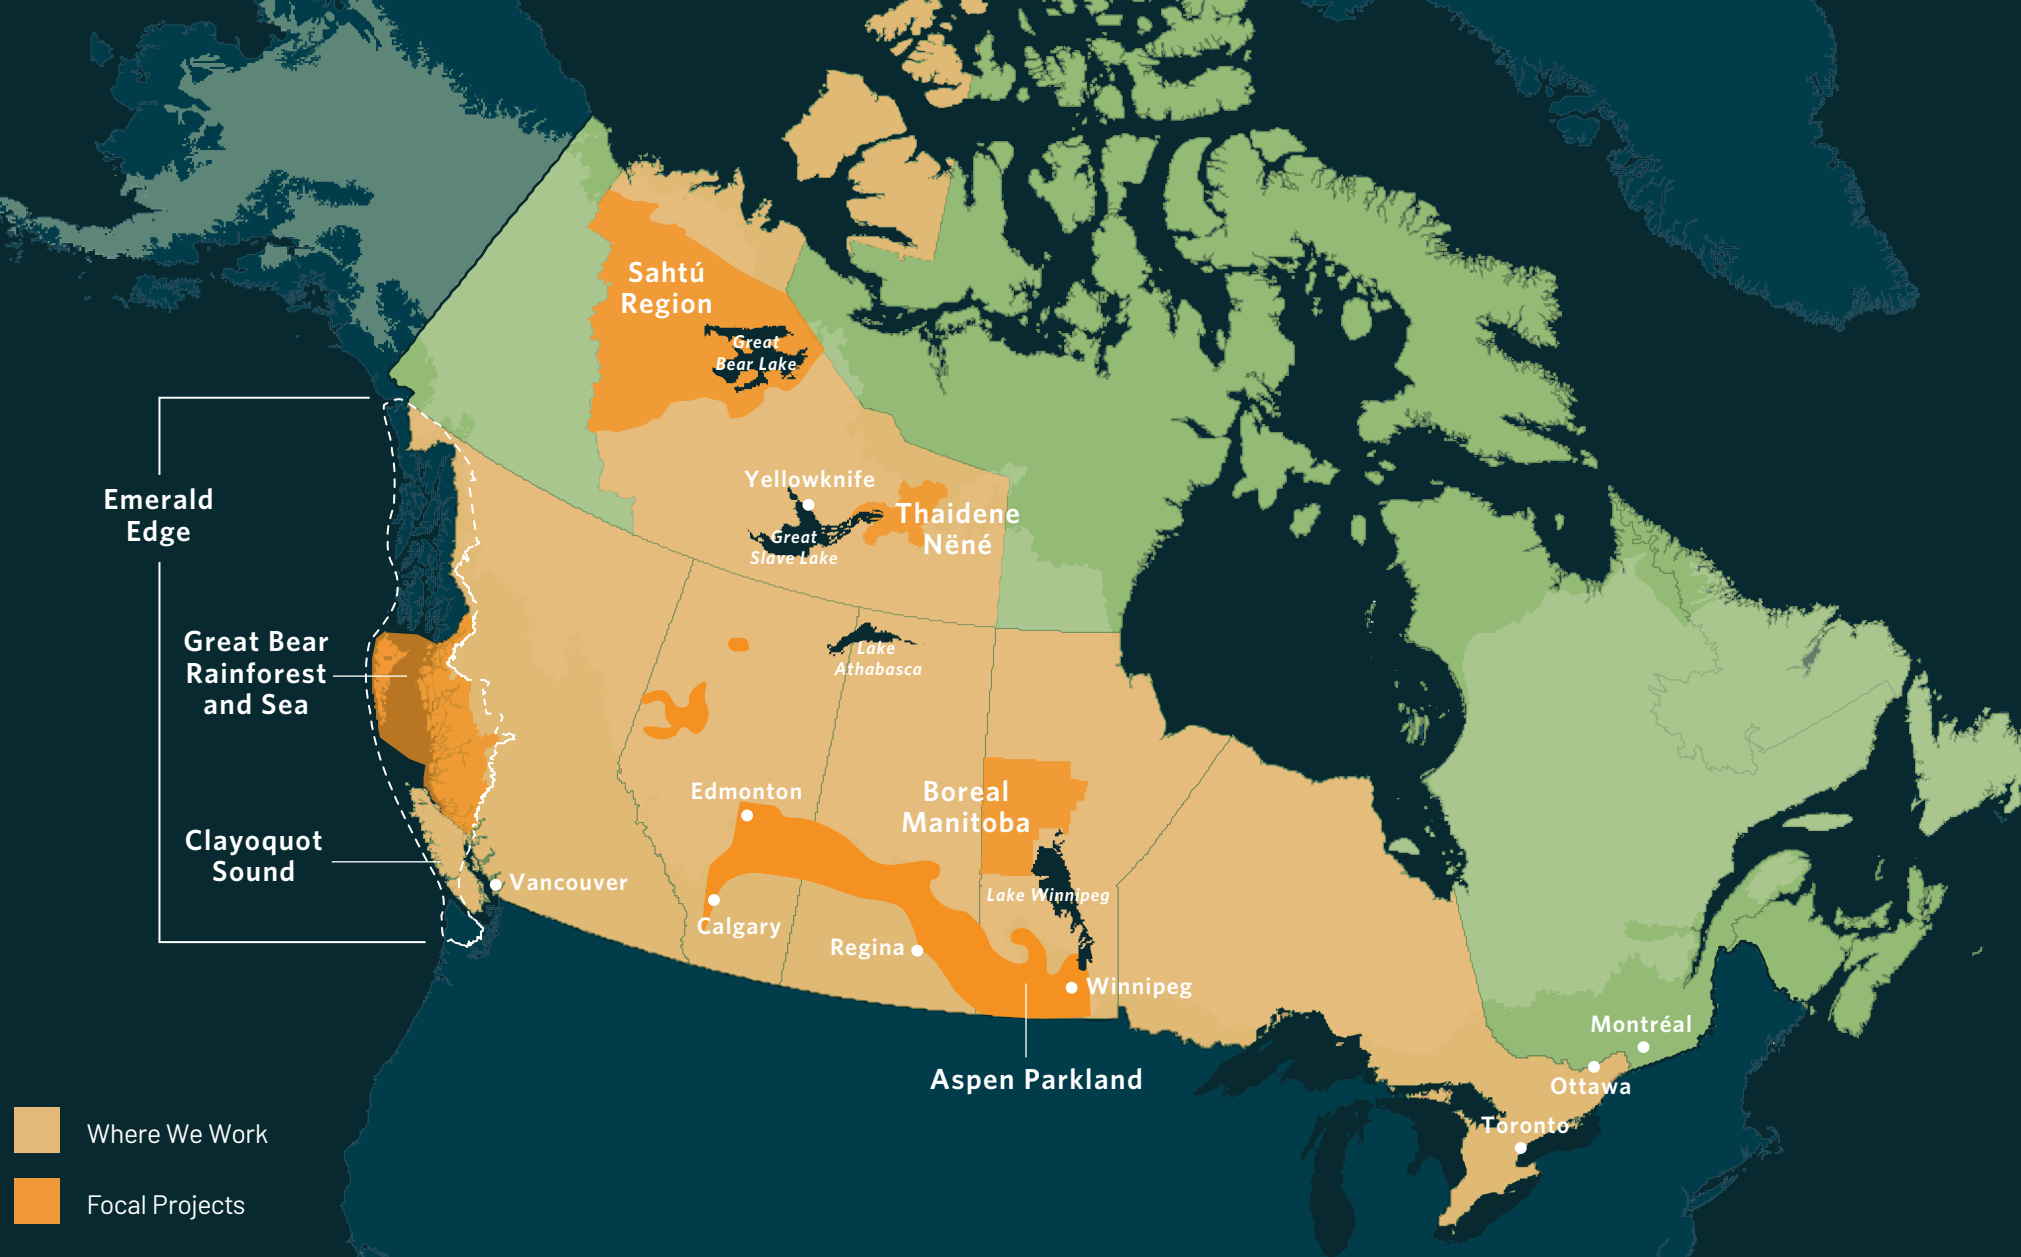 Sahtú
Region
Great
Bear Lake
Emerald
Edge
Yellowknife
Great
Slave Lake
Thaidene
Nëné
Great Bear
Rainforest
and Sea
Lake
Athabasca
Edmonton
Boreal
Manitoba
Clayoquot
Sound
Vancouver
Calgary
Lake Winnipeg
Regina
Winnipeg
Aspen Parkland
Montréal
Ottawa
Toronto
Where We Work
Focal Projects